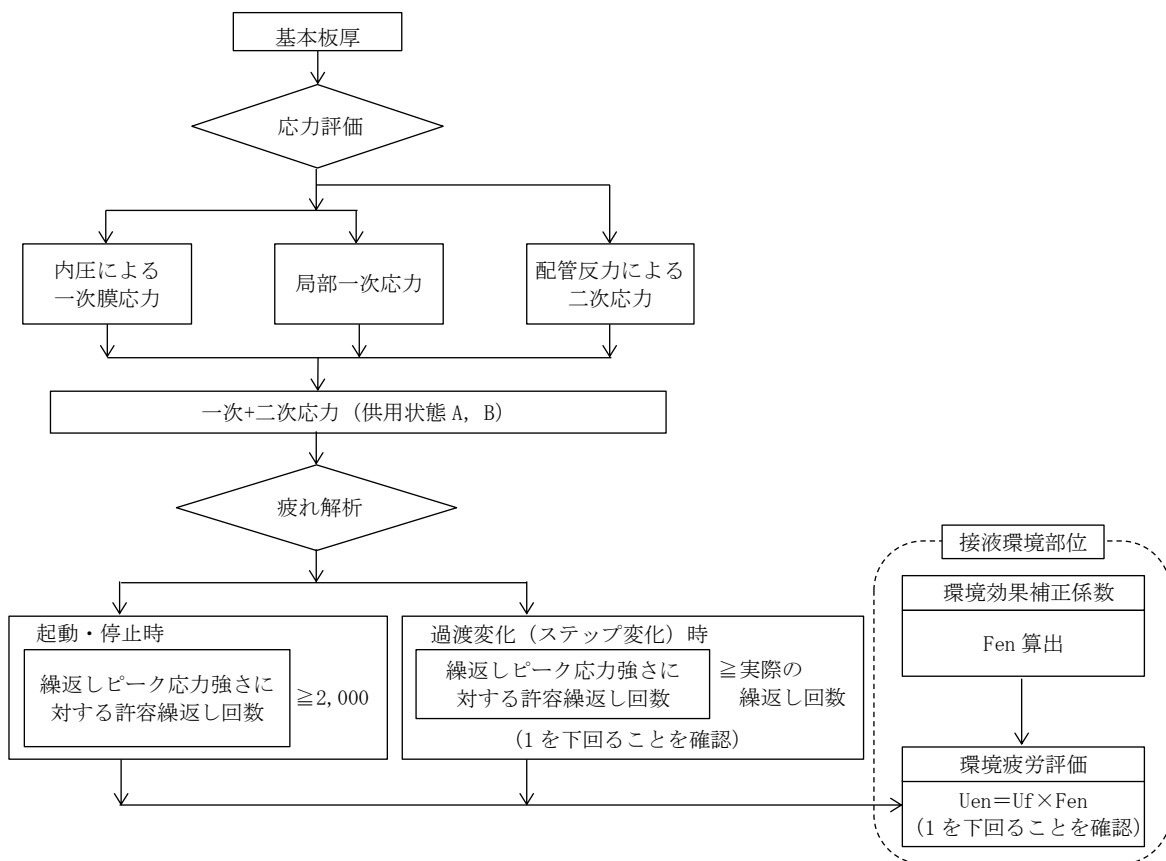 基本板厚
応力評価
内圧による
一次膜応力
局部一次応力
配管反力による
二次応力
一次+二次応力（供用状態 A, B）
疲れ解析
起動・停止時
繰返しピーク応力強さに
対する許容繰返し回数
≧2,000
過渡変化（ステップ変化）時
繰返しピーク応力強さに
対する許容繰返し回数
≧実際の
繰返し回数
（1 を下回ることを確認）
接液環境部位
環境効果補正係数
Fen 算出
環境疲労評価
Uen＝Uf×Fen
（1 を下回ることを確認）